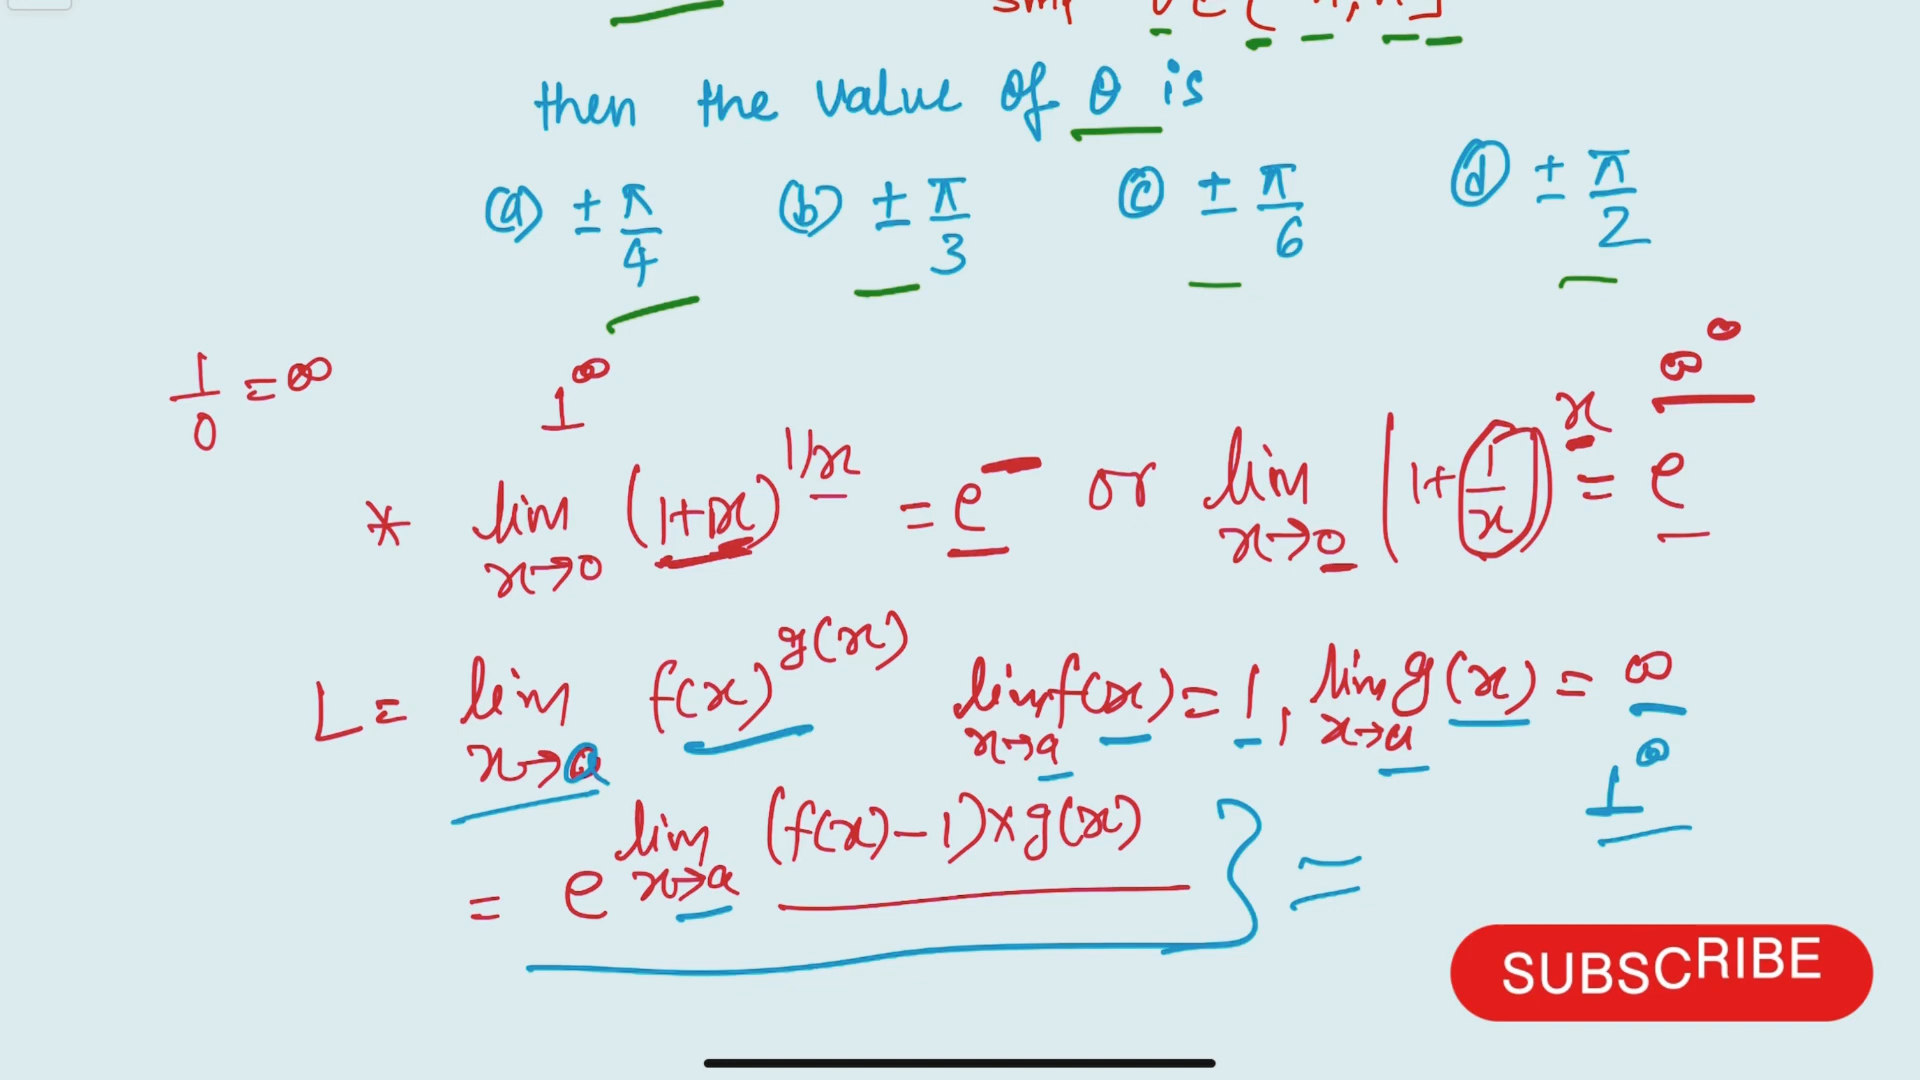 then the value of θ is
(a) ± π/4 (b) ± π/3 (c) ± π/6 (d) ± π/2
1/0 = ∞ 1^∞ ∞^∞
* lim x→0 (1+x)^1/x = e or lim x→0 (1+1/x)^x = e
L = lim x→a f(x)^g(x) lim x→a f(x) = 1, lim x→a g(x) = ∞
1^∞
= e^lim x→a (f(x)-1)×g(x) } =
SUBSCRIBE